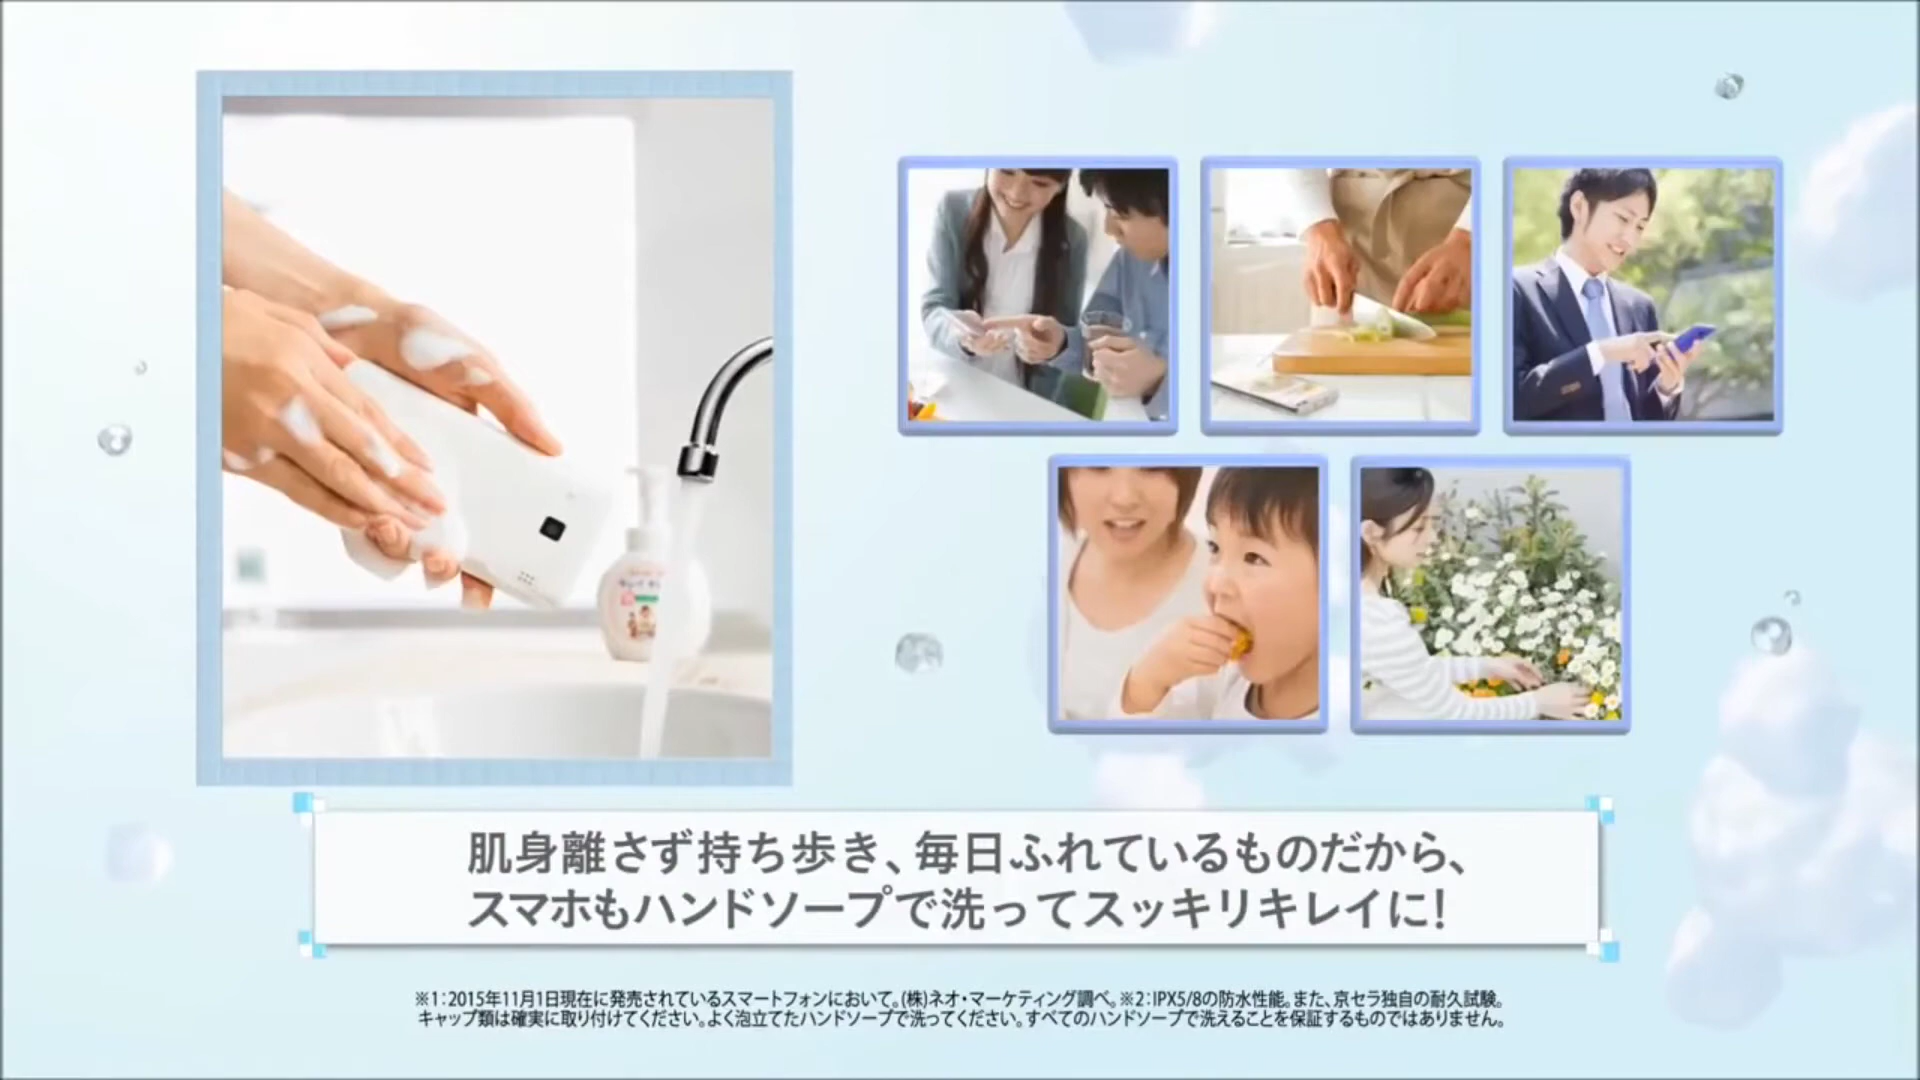 肌身離さず持ち歩き、毎日ふれているものだから、
スマホもハンドソープで洗ってスッキリキレイに!
※1:2015年11月1日現在に発売されているスマートフォンにおいて。(株)ネオ・マーケティング調べ。※2:IPX5/8の防水性能。また、京セラ独自の耐久試験。
キャップ類は確実に取り付けてください。よく泡立てたハンドソープで洗ってください。すべてのハンドソープで洗えることを保証するものではありません。